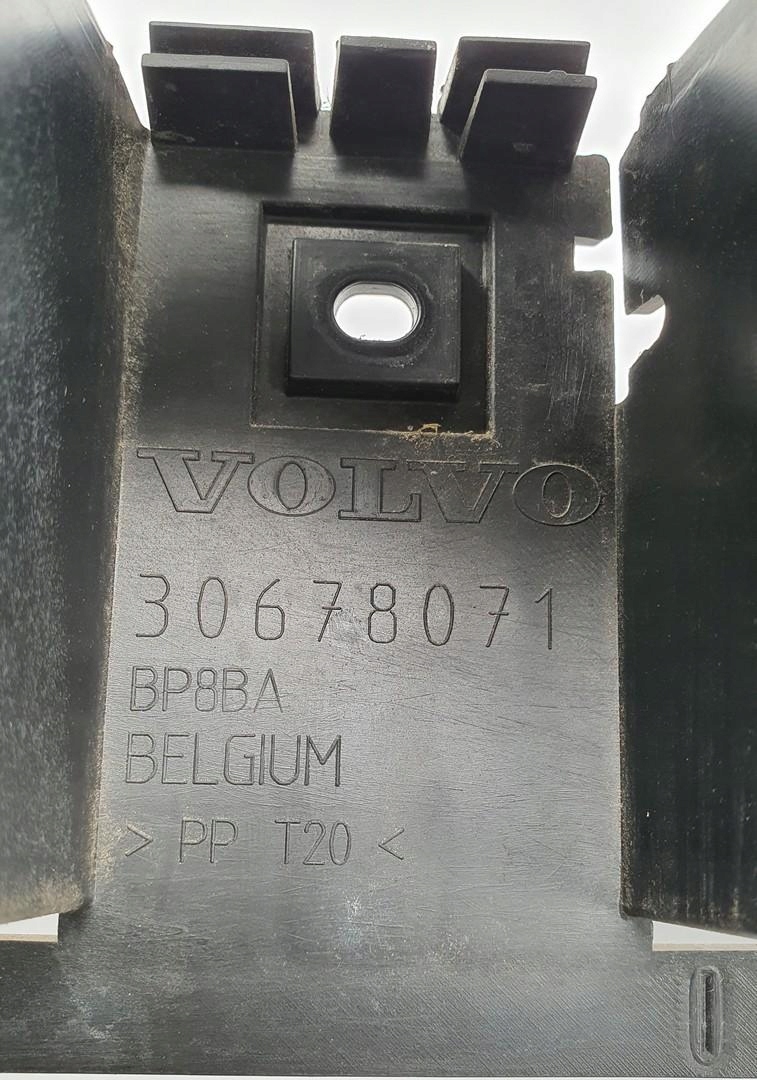 VOLVO
30678071
BP8BA
BELGIUM
> PP T20 <